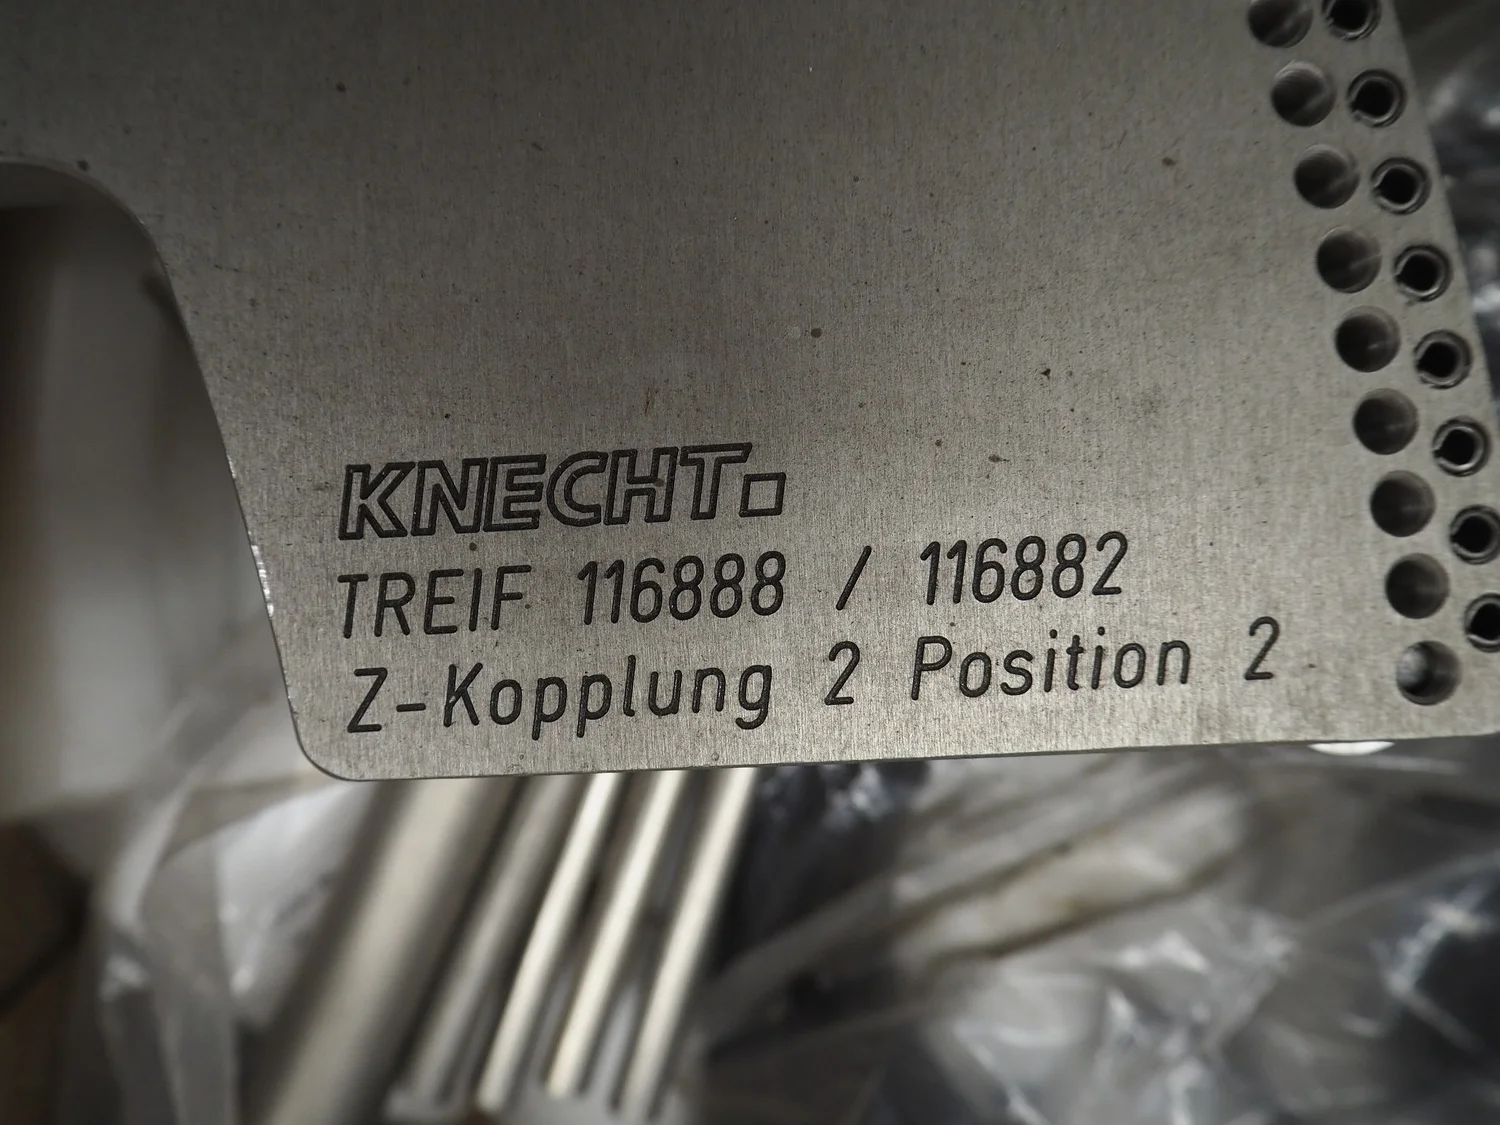 KNECHT.
TREIF 116888 / 116882
Z-Kopplung 2 Position 2